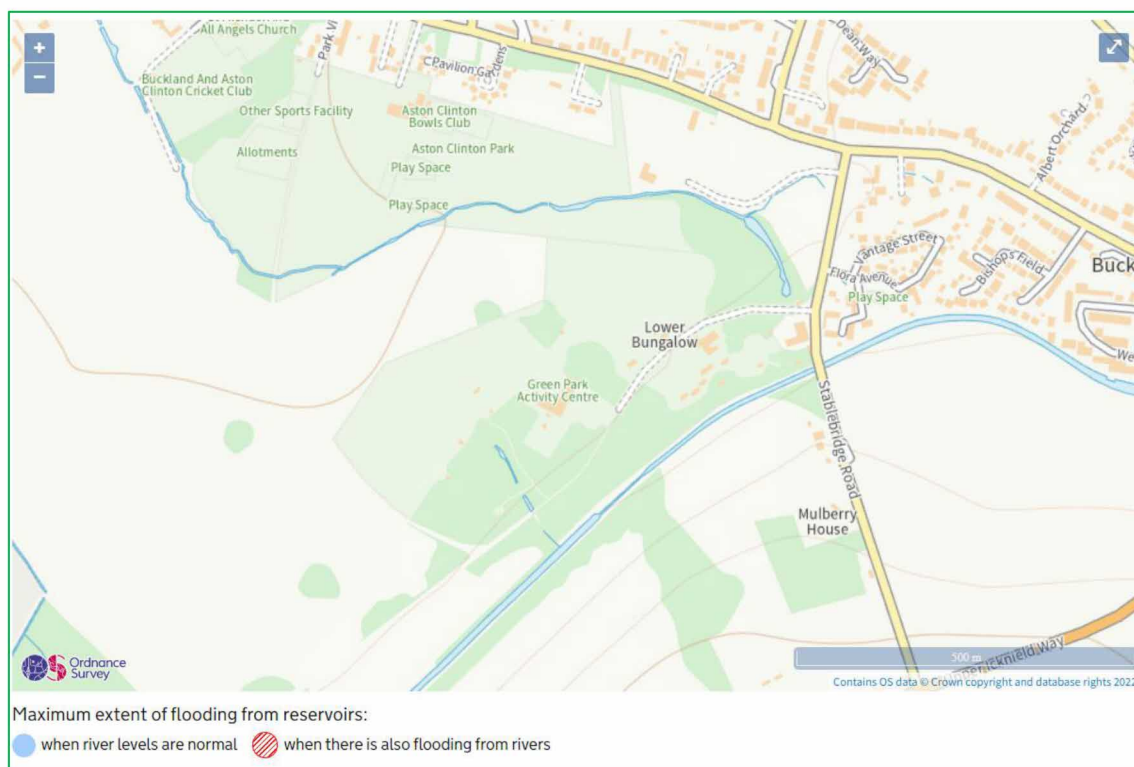 All Angels Church
Park Vi
Pavilion Gardens
Dean Way
Buckland And Aston
Clinton Cricket Club
Other Sports Facility
Aston Clinton
Bowls Club
Allotments
Aston Clinton Park
Play Space
Play Space
Albert Orchard
Vantage Street
Flora Avenue
Bishops Field
Buck
Play Space
We
Lower
Bungalow
Green Park
Activity Centre
Stablebridge Road
Mulberry
House
Icknield Way
500 m
Ordnance
Survey
Contains OS data © Crown copyright and database rights 2022
Maximum extent of flooding from reservoirs:
when river levels are normal when there is also flooding from rivers